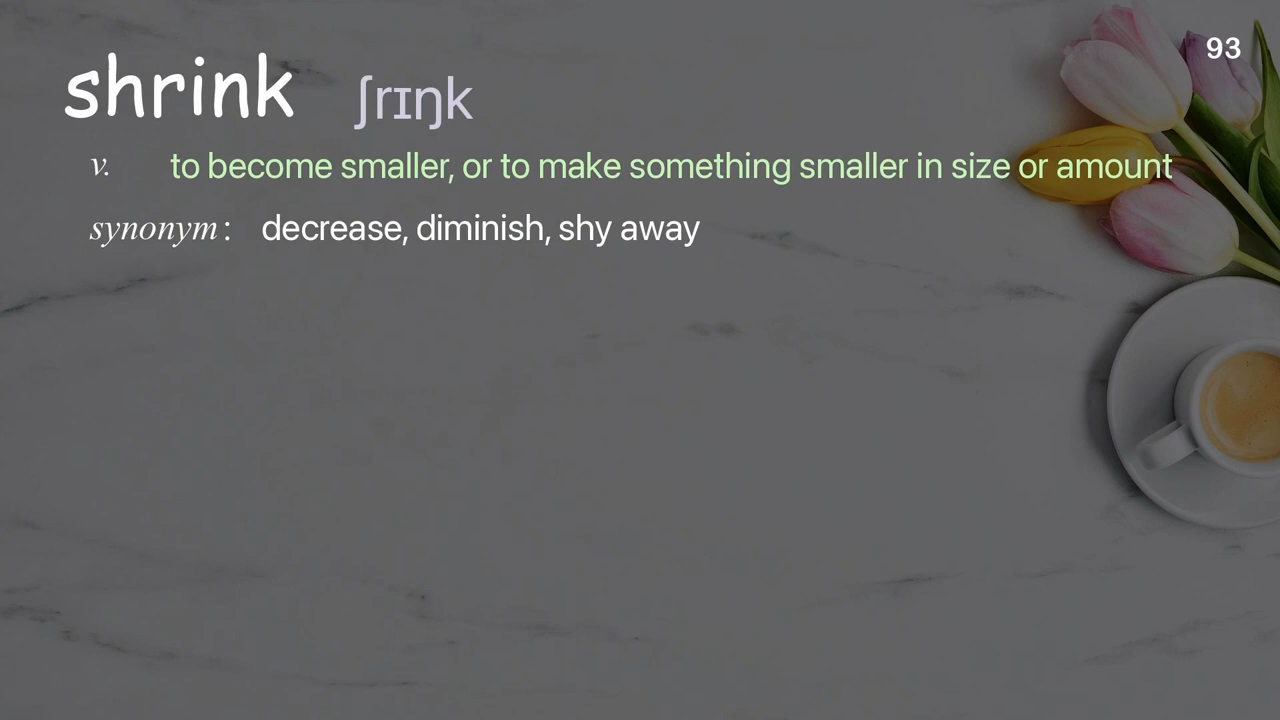 93
shrink ʃrɪŋk
v. to become smaller, or to make something smaller in size or amount
synonym : decrease, diminish, shy away